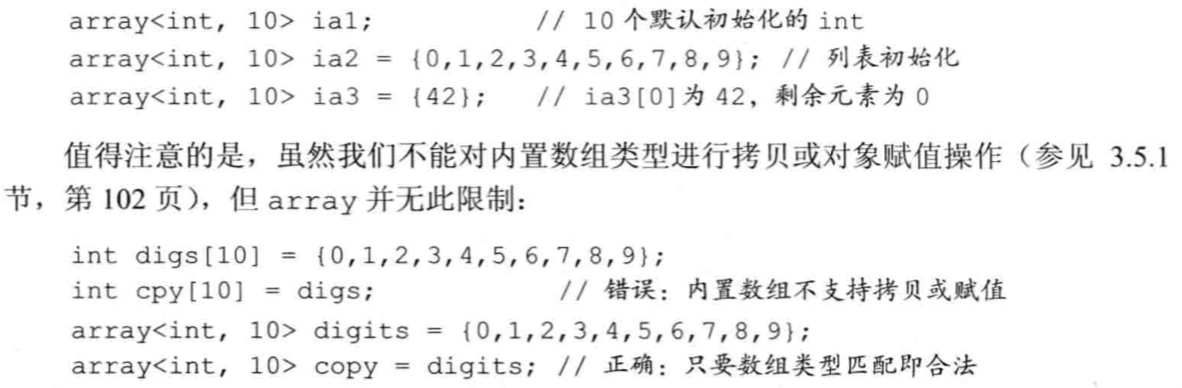 array<int, 10> ia1; // 10 个默认初始化的 int
array<int, 10> ia2 = {0,1,2,3,4,5,6,7,8,9}; // 列表初始化
array<int, 10> ia3 = {42}; // ia3[0]为 42，剩余元素为 0
值得注意的是，虽然我们不能对内置数组类型进行拷贝或对象赋值操作（参见 3.5.1
节，第 102 页），但 array 并无此限制：
int digs[10] = {0,1,2,3,4,5,6,7,8,9};
int cpy[10] = digs; // 错误：内置数组不支持拷贝或赋值
array<int, 10> digits = {0,1,2,3,4,5,6,7,8,9};
array<int, 10> copy = digits; // 正确：只要数组类型匹配即合法